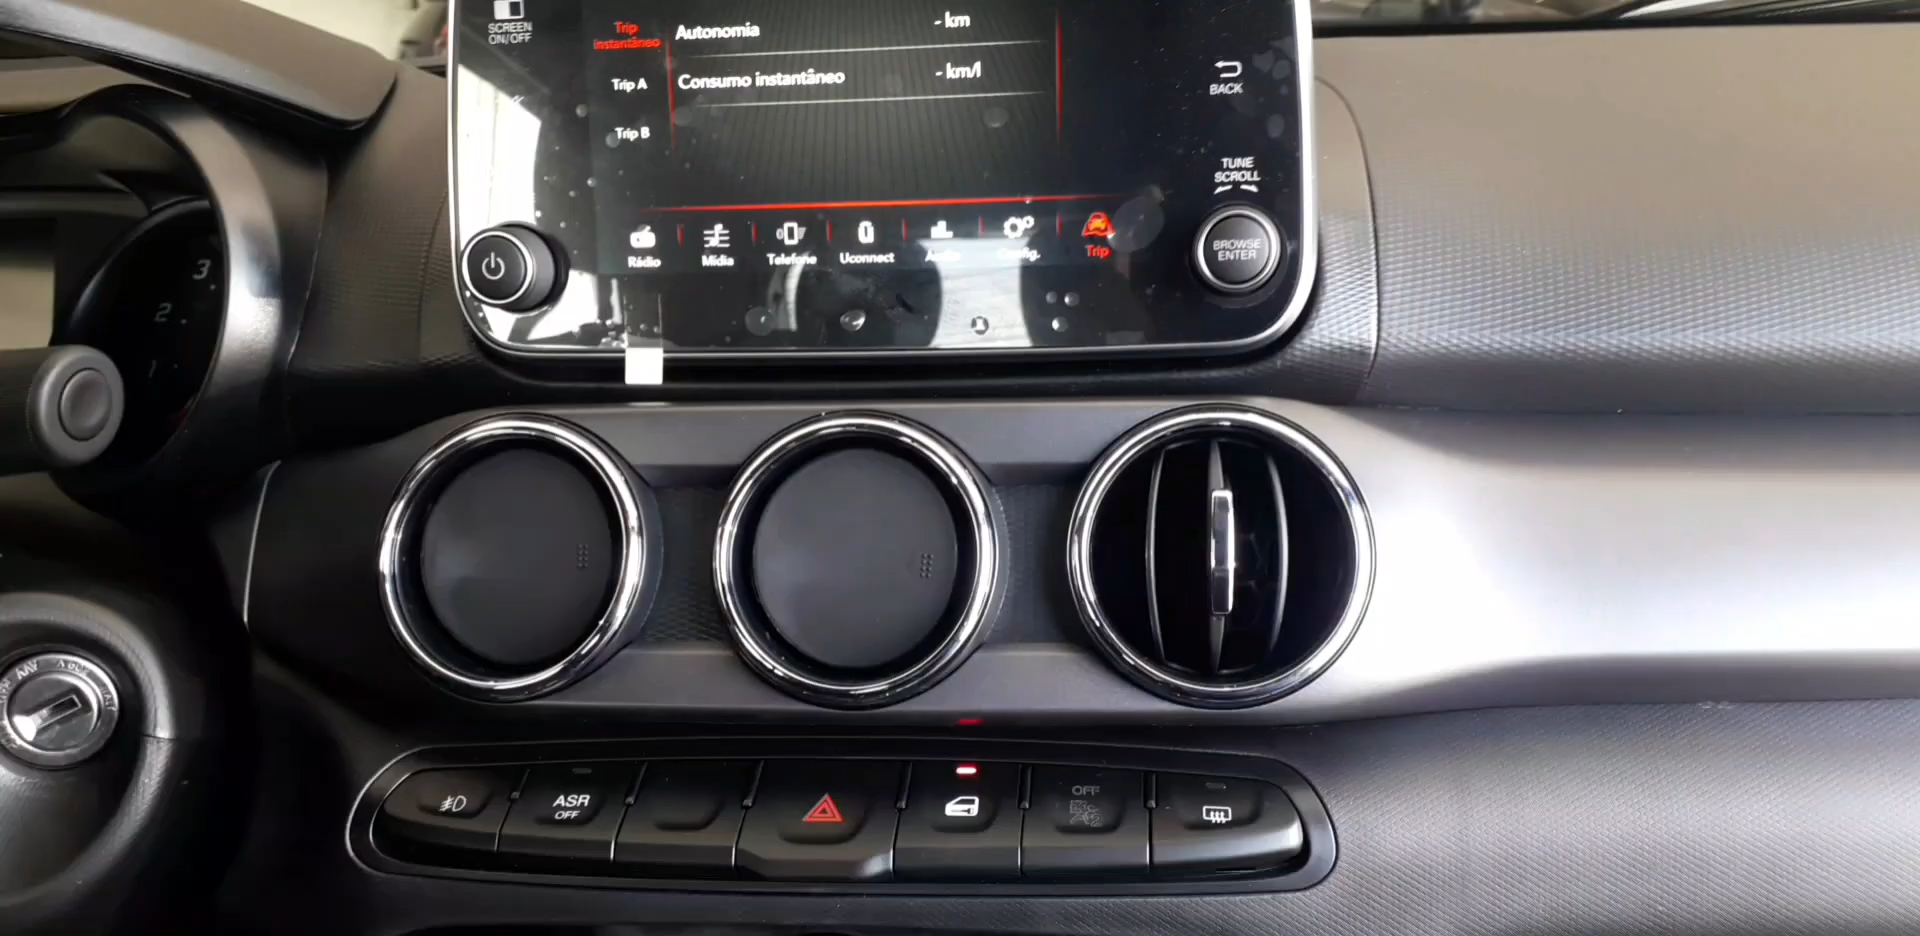 SCREEN
ON/OFF
Trip
instantâneo
Autonomia
- km
Trip A
Consumo instantâneo
- km/l
Trip B
BACK
TUNE
SCROLL
BROWSE
ENTER
Rádio
Mídia
Telefone
Uconnect
Trip
3
2
1
ASR
OFF
OFF